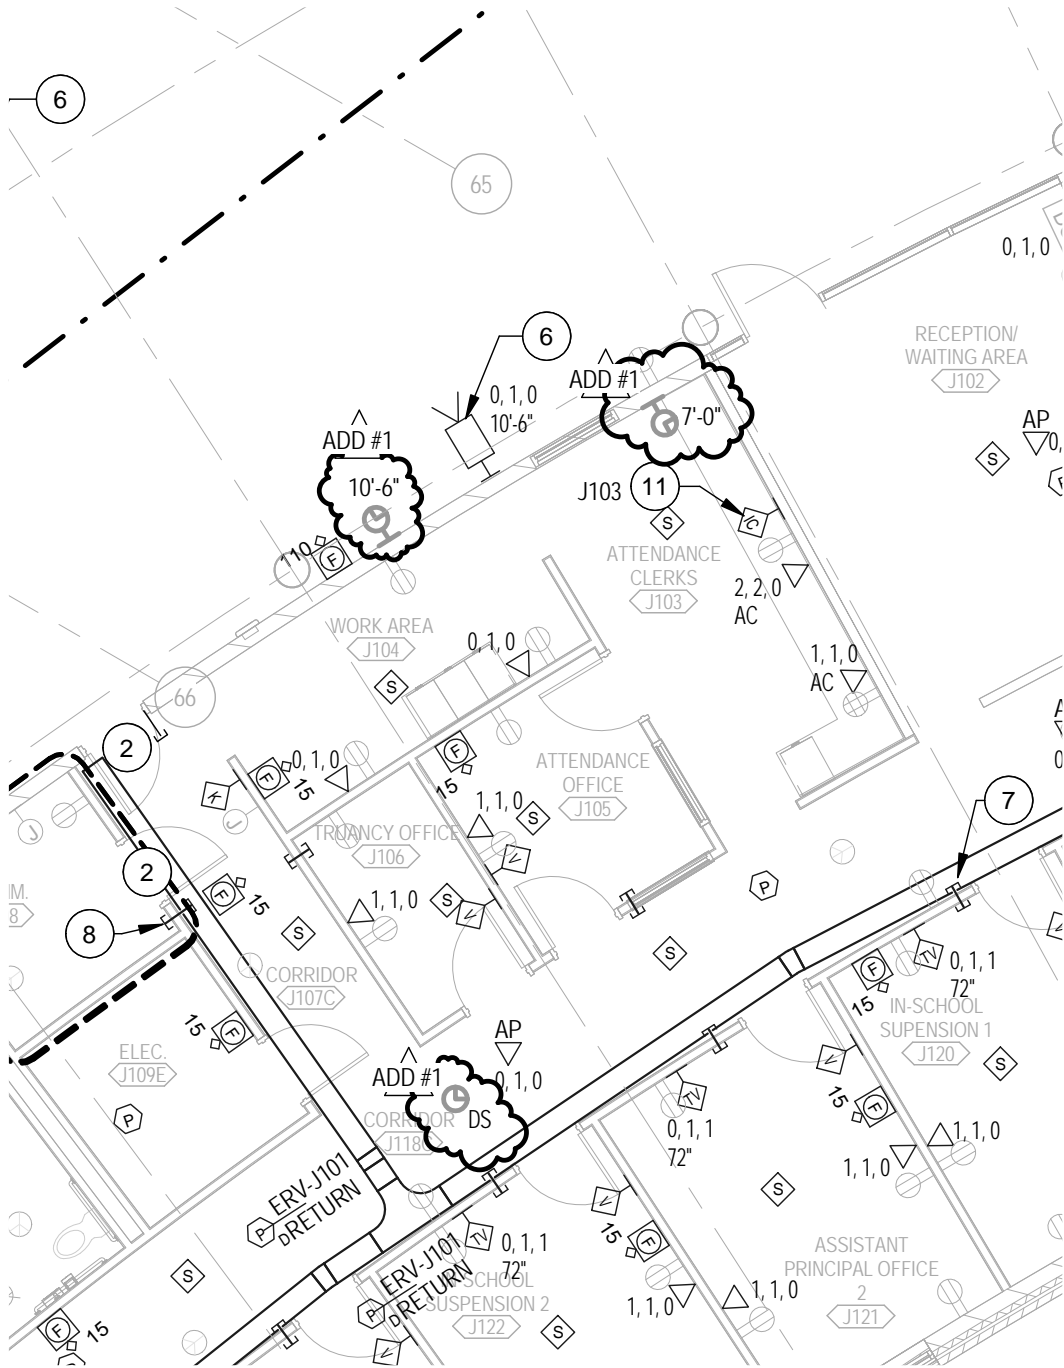 6
65
0, 1, 0
RECEPTION/
WAITING AREA
J102
6
ADD #1
0, 1, 0
10'-6"
7'-0"
ADD #1
10'-6"
AP
0,
S
J103
11
I/C
S
110
F
ATTENDANCE
CLERKS
J103
2, 2, 0
AC
WORK AREA
J104
0, 1, 0
S
1, 1, 0
AC
66
2
0, 1, 0
F
15
K
J
J
F
15
ATTENDANCE
OFFICE
J105
1, 1, 0
S
V
TRUANCY OFFICE
J106
7
2
P
F
15
S
V
1, 1, 0
8
S
S
TV
0, 1, 1
72"
F
15
V
CORRIDOR
J107C
IN-SCHOOL
SUPENSION 1
J120
15
F
ELEC.
J109E
AP
0, 1, 0
ADD #1
DS
CORRIDOR
V
S
15
F
TV
0, 1, 1
72"
P
1, 1, 0
1, 1, 0
ERV-J101
RETURN
P
D
V
S
15
F
TV
0, 1, 1
72"
ERV-J101
RETURN
P
D
S
ASSISTANT
PRINCIPAL OFFICE
2
J121
SUSPENSION 2
J122
1, 1, 0
1, 1, 0
F
15
V
S